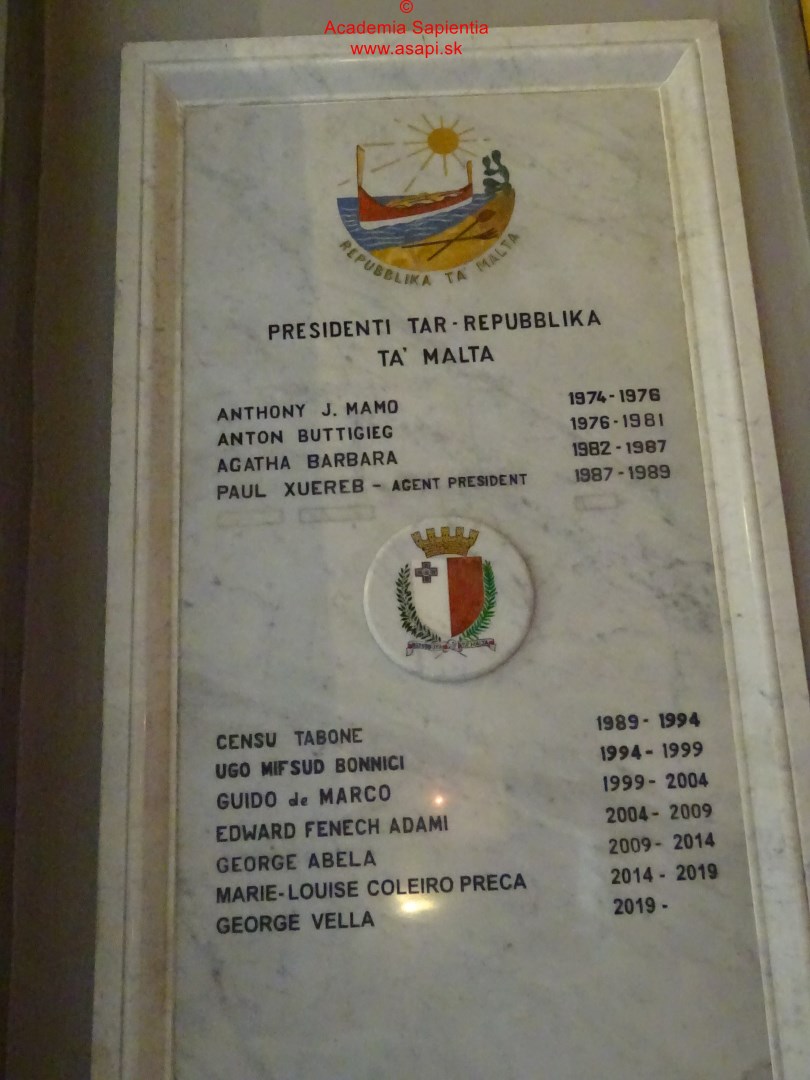 ©
Academia Sapientia
www.asapi.sk
REPUBBLIKA TA' MALTA
PRESIDENTI TAR-REPUBBLIKA
TA' MALTA
ANTHONY J. MAMO 1974-1976
ANTON BUTTIGIEG 1976-1981
AGATHA BARBARA 1982-1987
PAUL XUEREB - AGENT PRESIDENT 1987-1989
CENSU TABONE 1989-1994
UGO MIFSUD BONNICI 1994-1999
GUIDO de MARCO 1999-2004
EDWARD FENECH ADAMI 2004-2009
GEORGE ABELA 2009-2014
MARIE-LOUISE COLEIRO PRECA 2014-2019
GEORGE VELLA 2019-